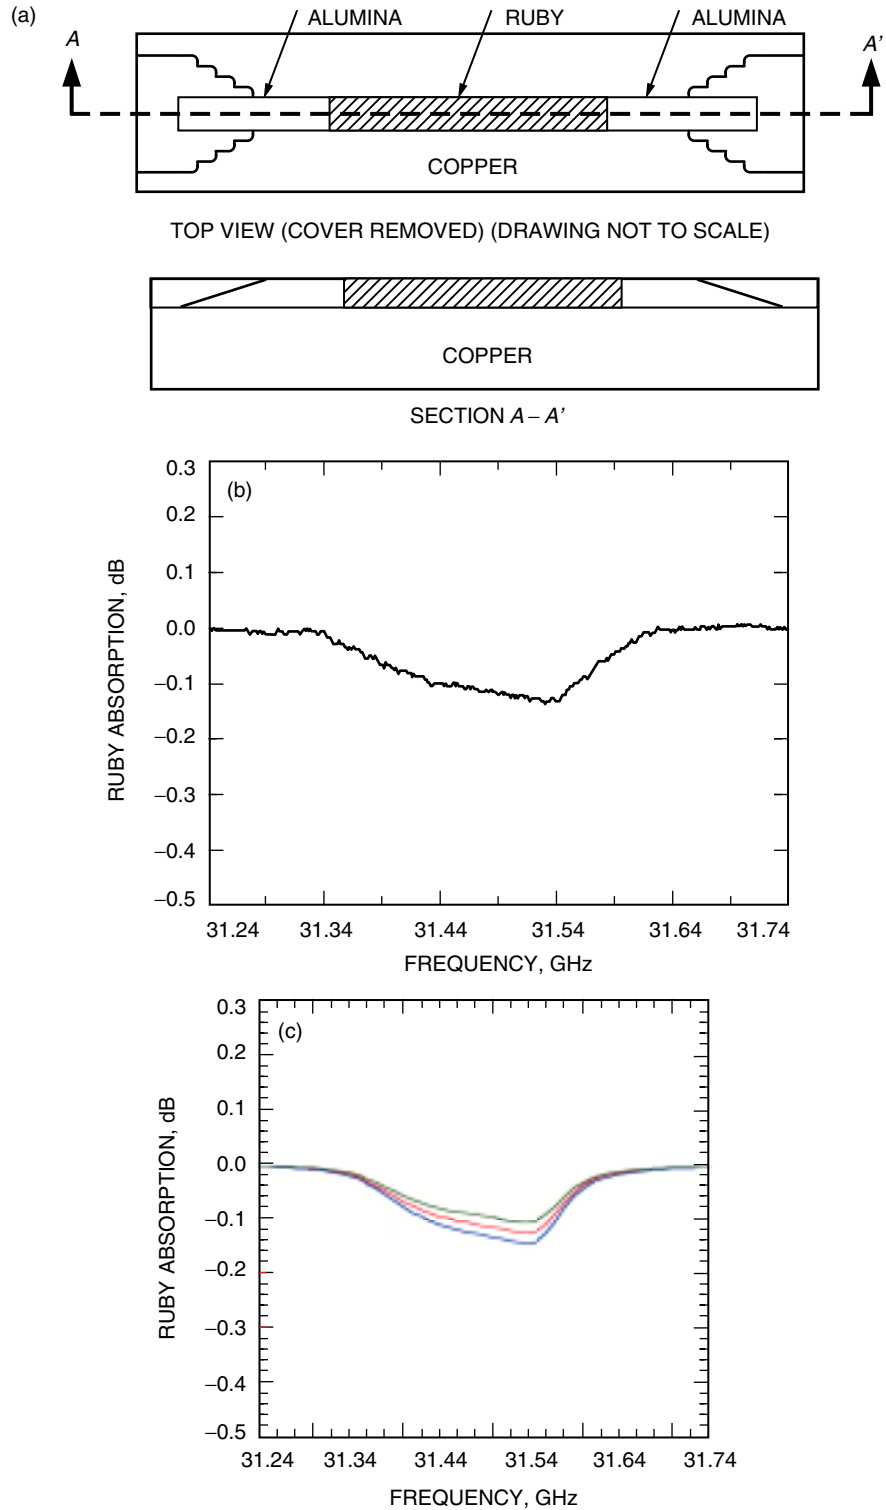 (a)
ALUMINA RUBY ALUMINA
A A'
COPPER
TOP VIEW (COVER REMOVED) (DRAWING NOT TO SCALE)
COPPER
SECTION A – A'
(b)
RUBY ABSORPTION, dB
0.3
0.2
0.1
0.0
−0.1
−0.2
−0.3
−0.4
−0.5
31.24 31.34 31.44 31.54 31.64 31.74
FREQUENCY, GHz
(c)
RUBY ABSORPTION, dB
0.3
0.2
0.1
0.0
−0.1
−0.2
−0.3
−0.4
−0.5
31.24 31.34 31.44 31.54 31.64 31.74
FREQUENCY, GHz